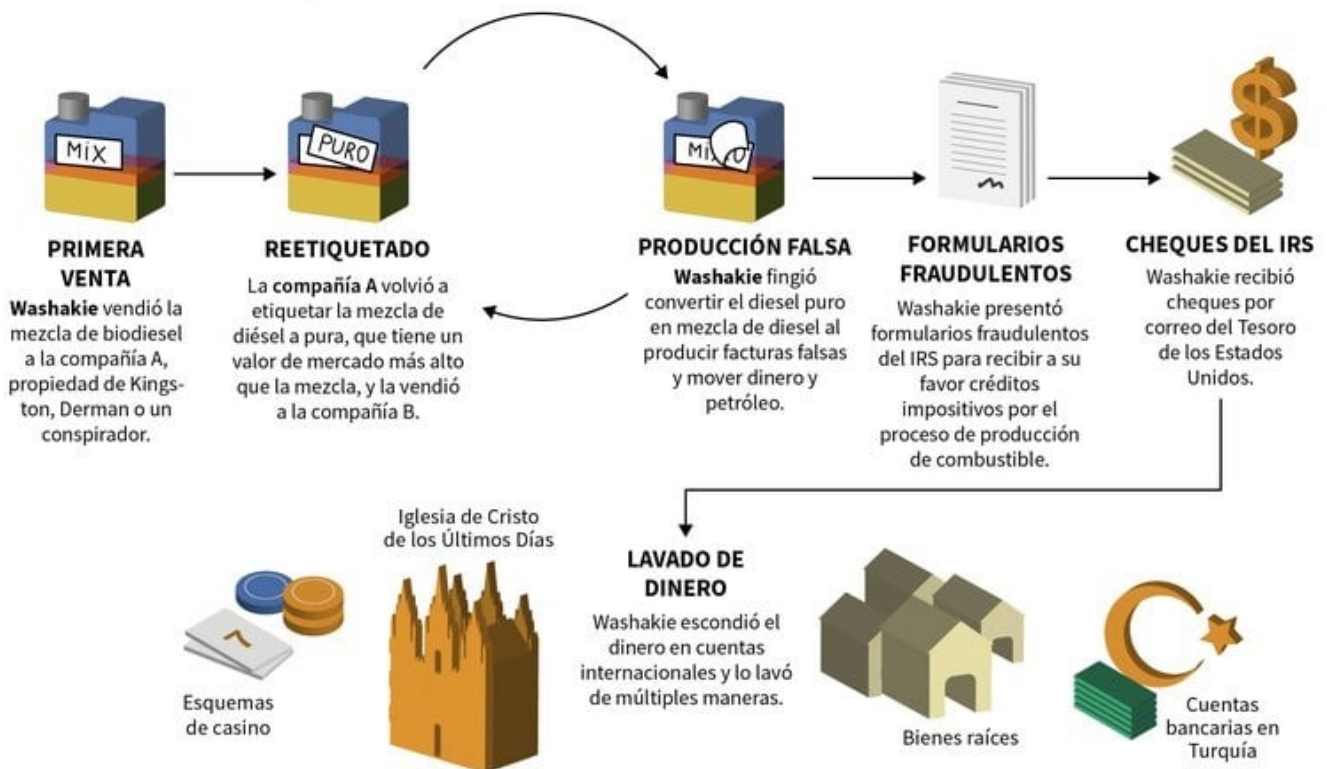 MIX
PRIMERA
VENTA
Washakie vendió la
mezcla de biodiesel
a la compañía A,
propiedad de Kings-
ton, Derman o un
conspirador.
PURO
REETIQUETADO
La compañía A volvió a
etiquetar la mezcla de
diésel a pura, que tiene un
valor de mercado más alto
que la mezcla, y la vendió
a la compañía B.
PRODUCCIÓN FALSA
Washakie fingió
convertir el diesel puro
en mezcla de diesel al
producir facturas falsas
y mover dinero y
petróleo.
FORMULARIOS
FRAUDULENTOS
Washakie presentó
formularios fraudulentos
del IRS para recibir a su
favor créditos
impositivos por el
proceso de producción
de combustible.
$
CHEQUES DEL IRS
Washakie recibió
cheques por
correo del Tesoro
de los Estados
Unidos.
7
Esquemas
de casino
Iglesia de Cristo
de los Últimos Días
LAVADO DE
DINERO
Washakie escondió el
dinero en cuentas
internacionales y lo lavó
de múltiples maneras.
Bienes raíces
Cuentas
bancarias en
Turquía